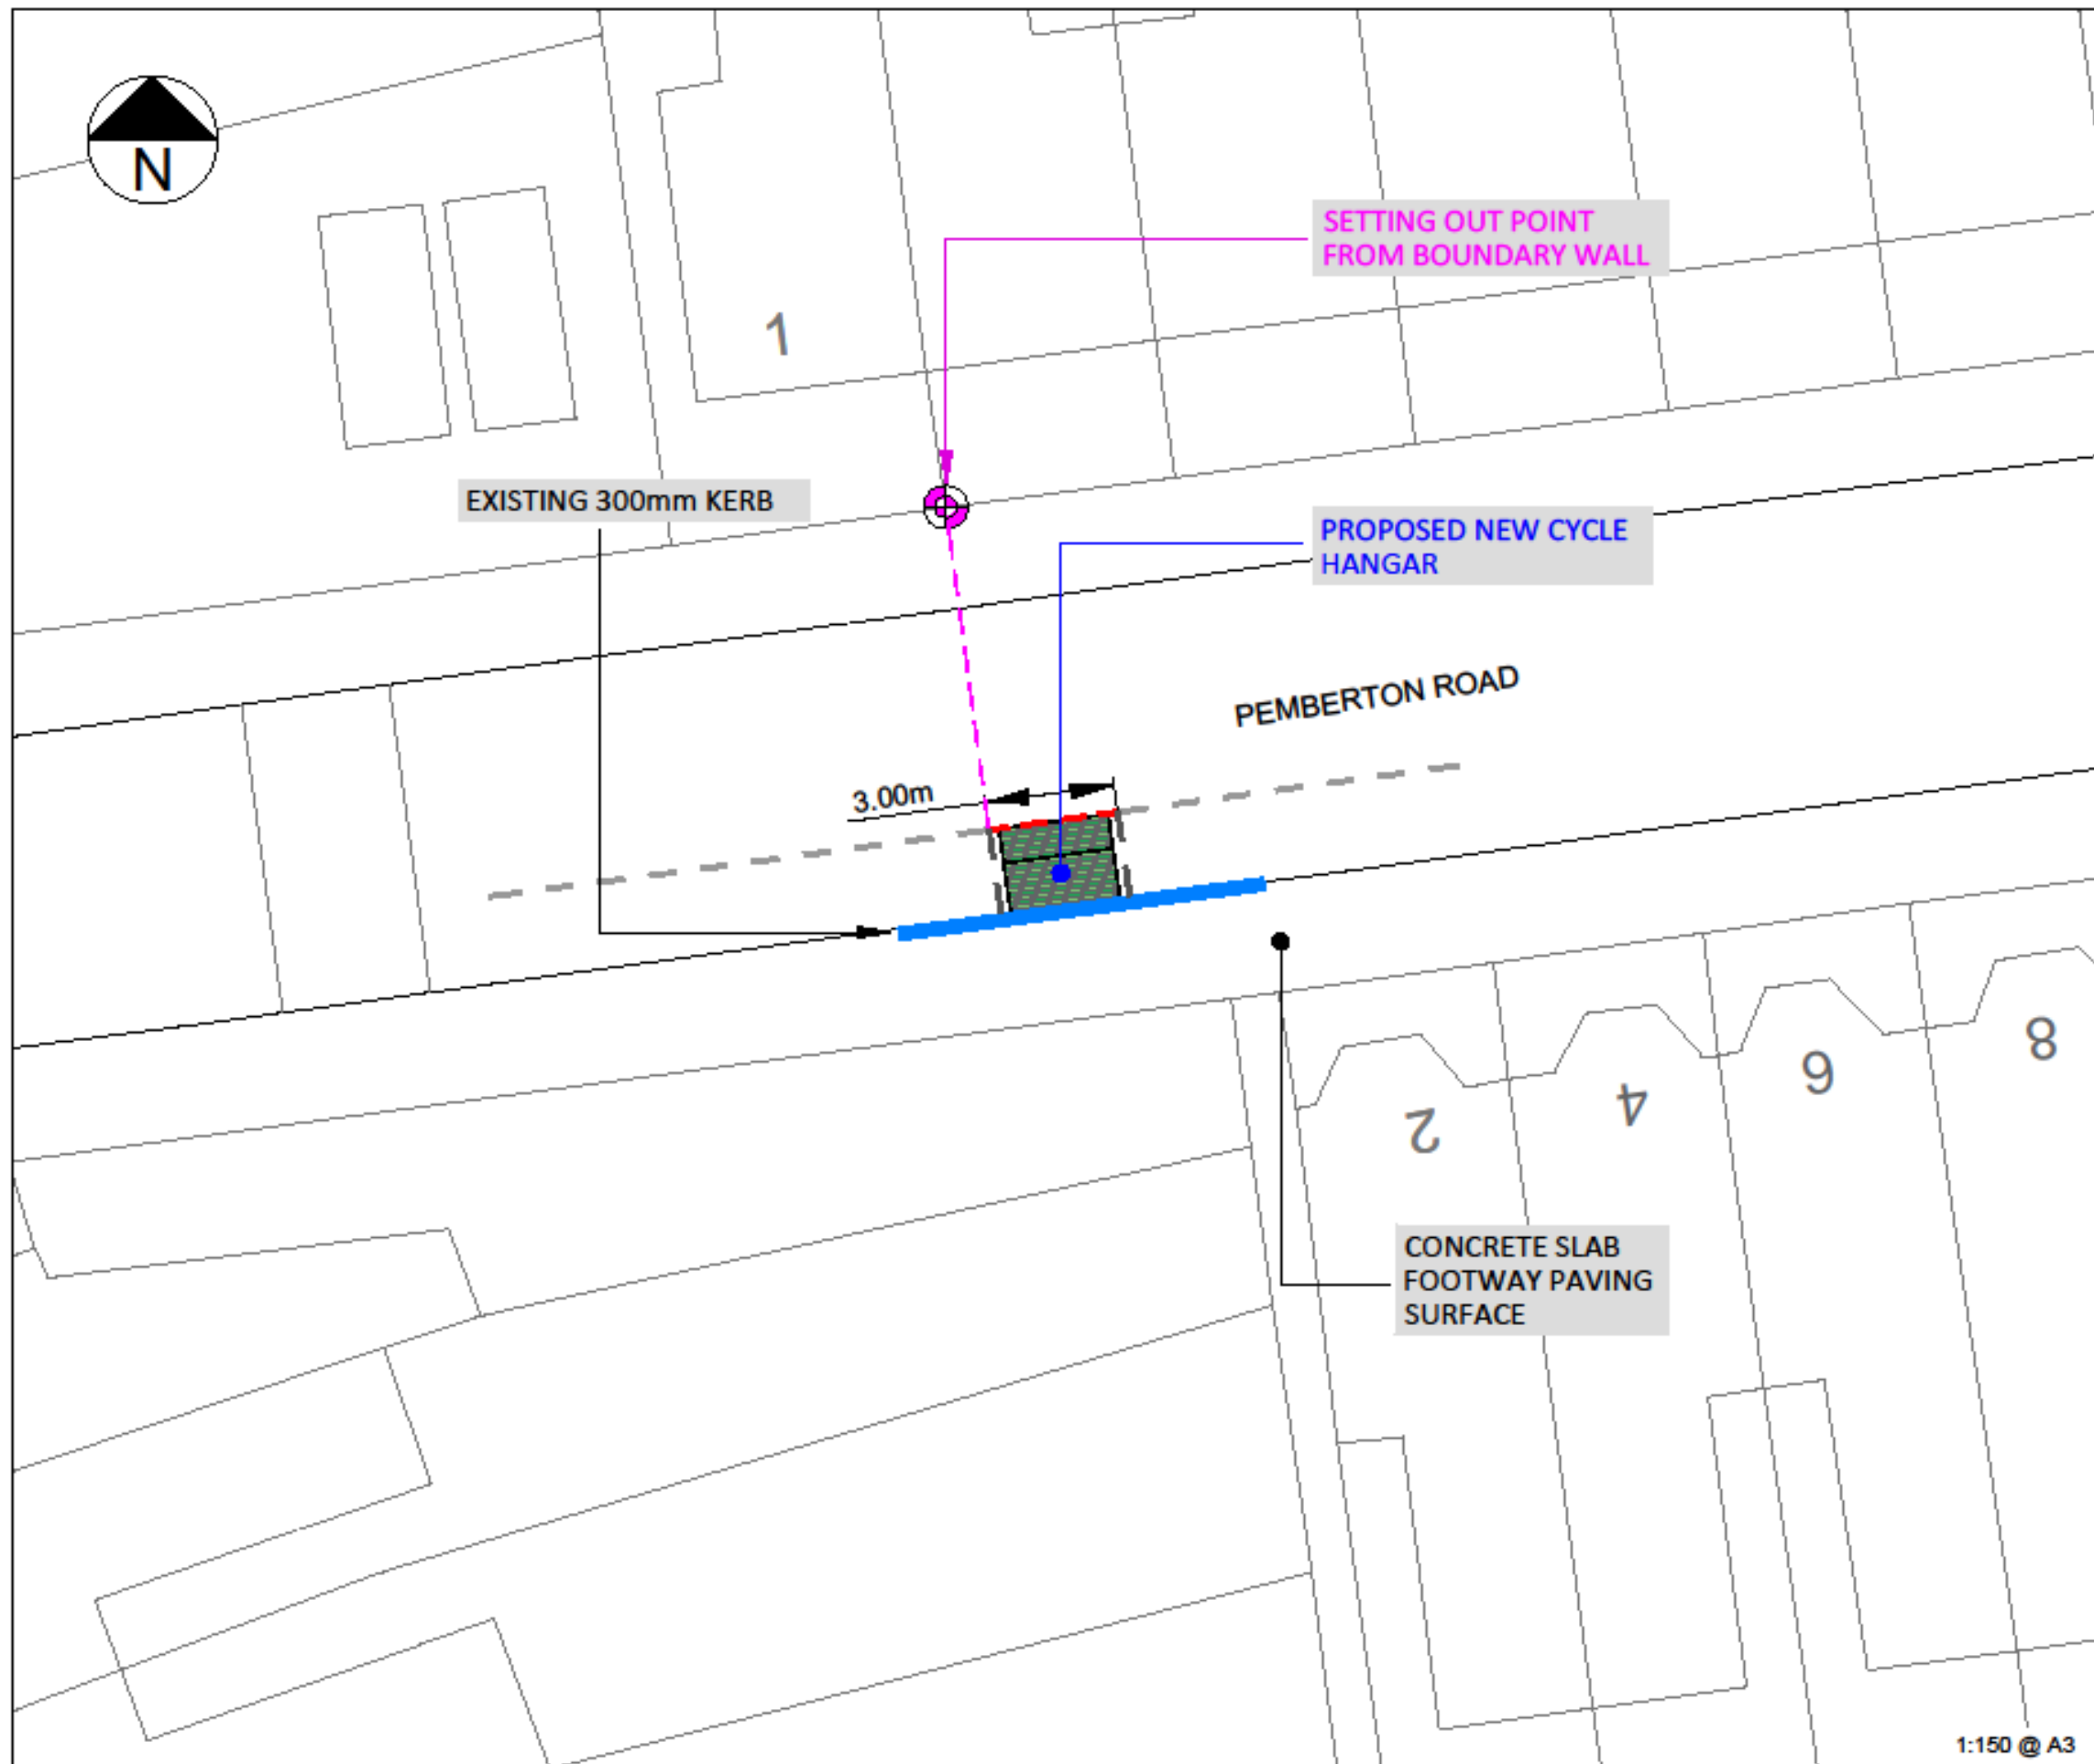 N
SETTING OUT POINT
FROM BOUNDARY WALL
1
EXISTING 300mm KERB
PROPOSED NEW CYCLE
HANGAR
PEMBERTON ROAD
3.00m
2
4
6
8
CONCRETE SLAB
FOOTWAY PAVING
SURFACE
1:150 @ A3